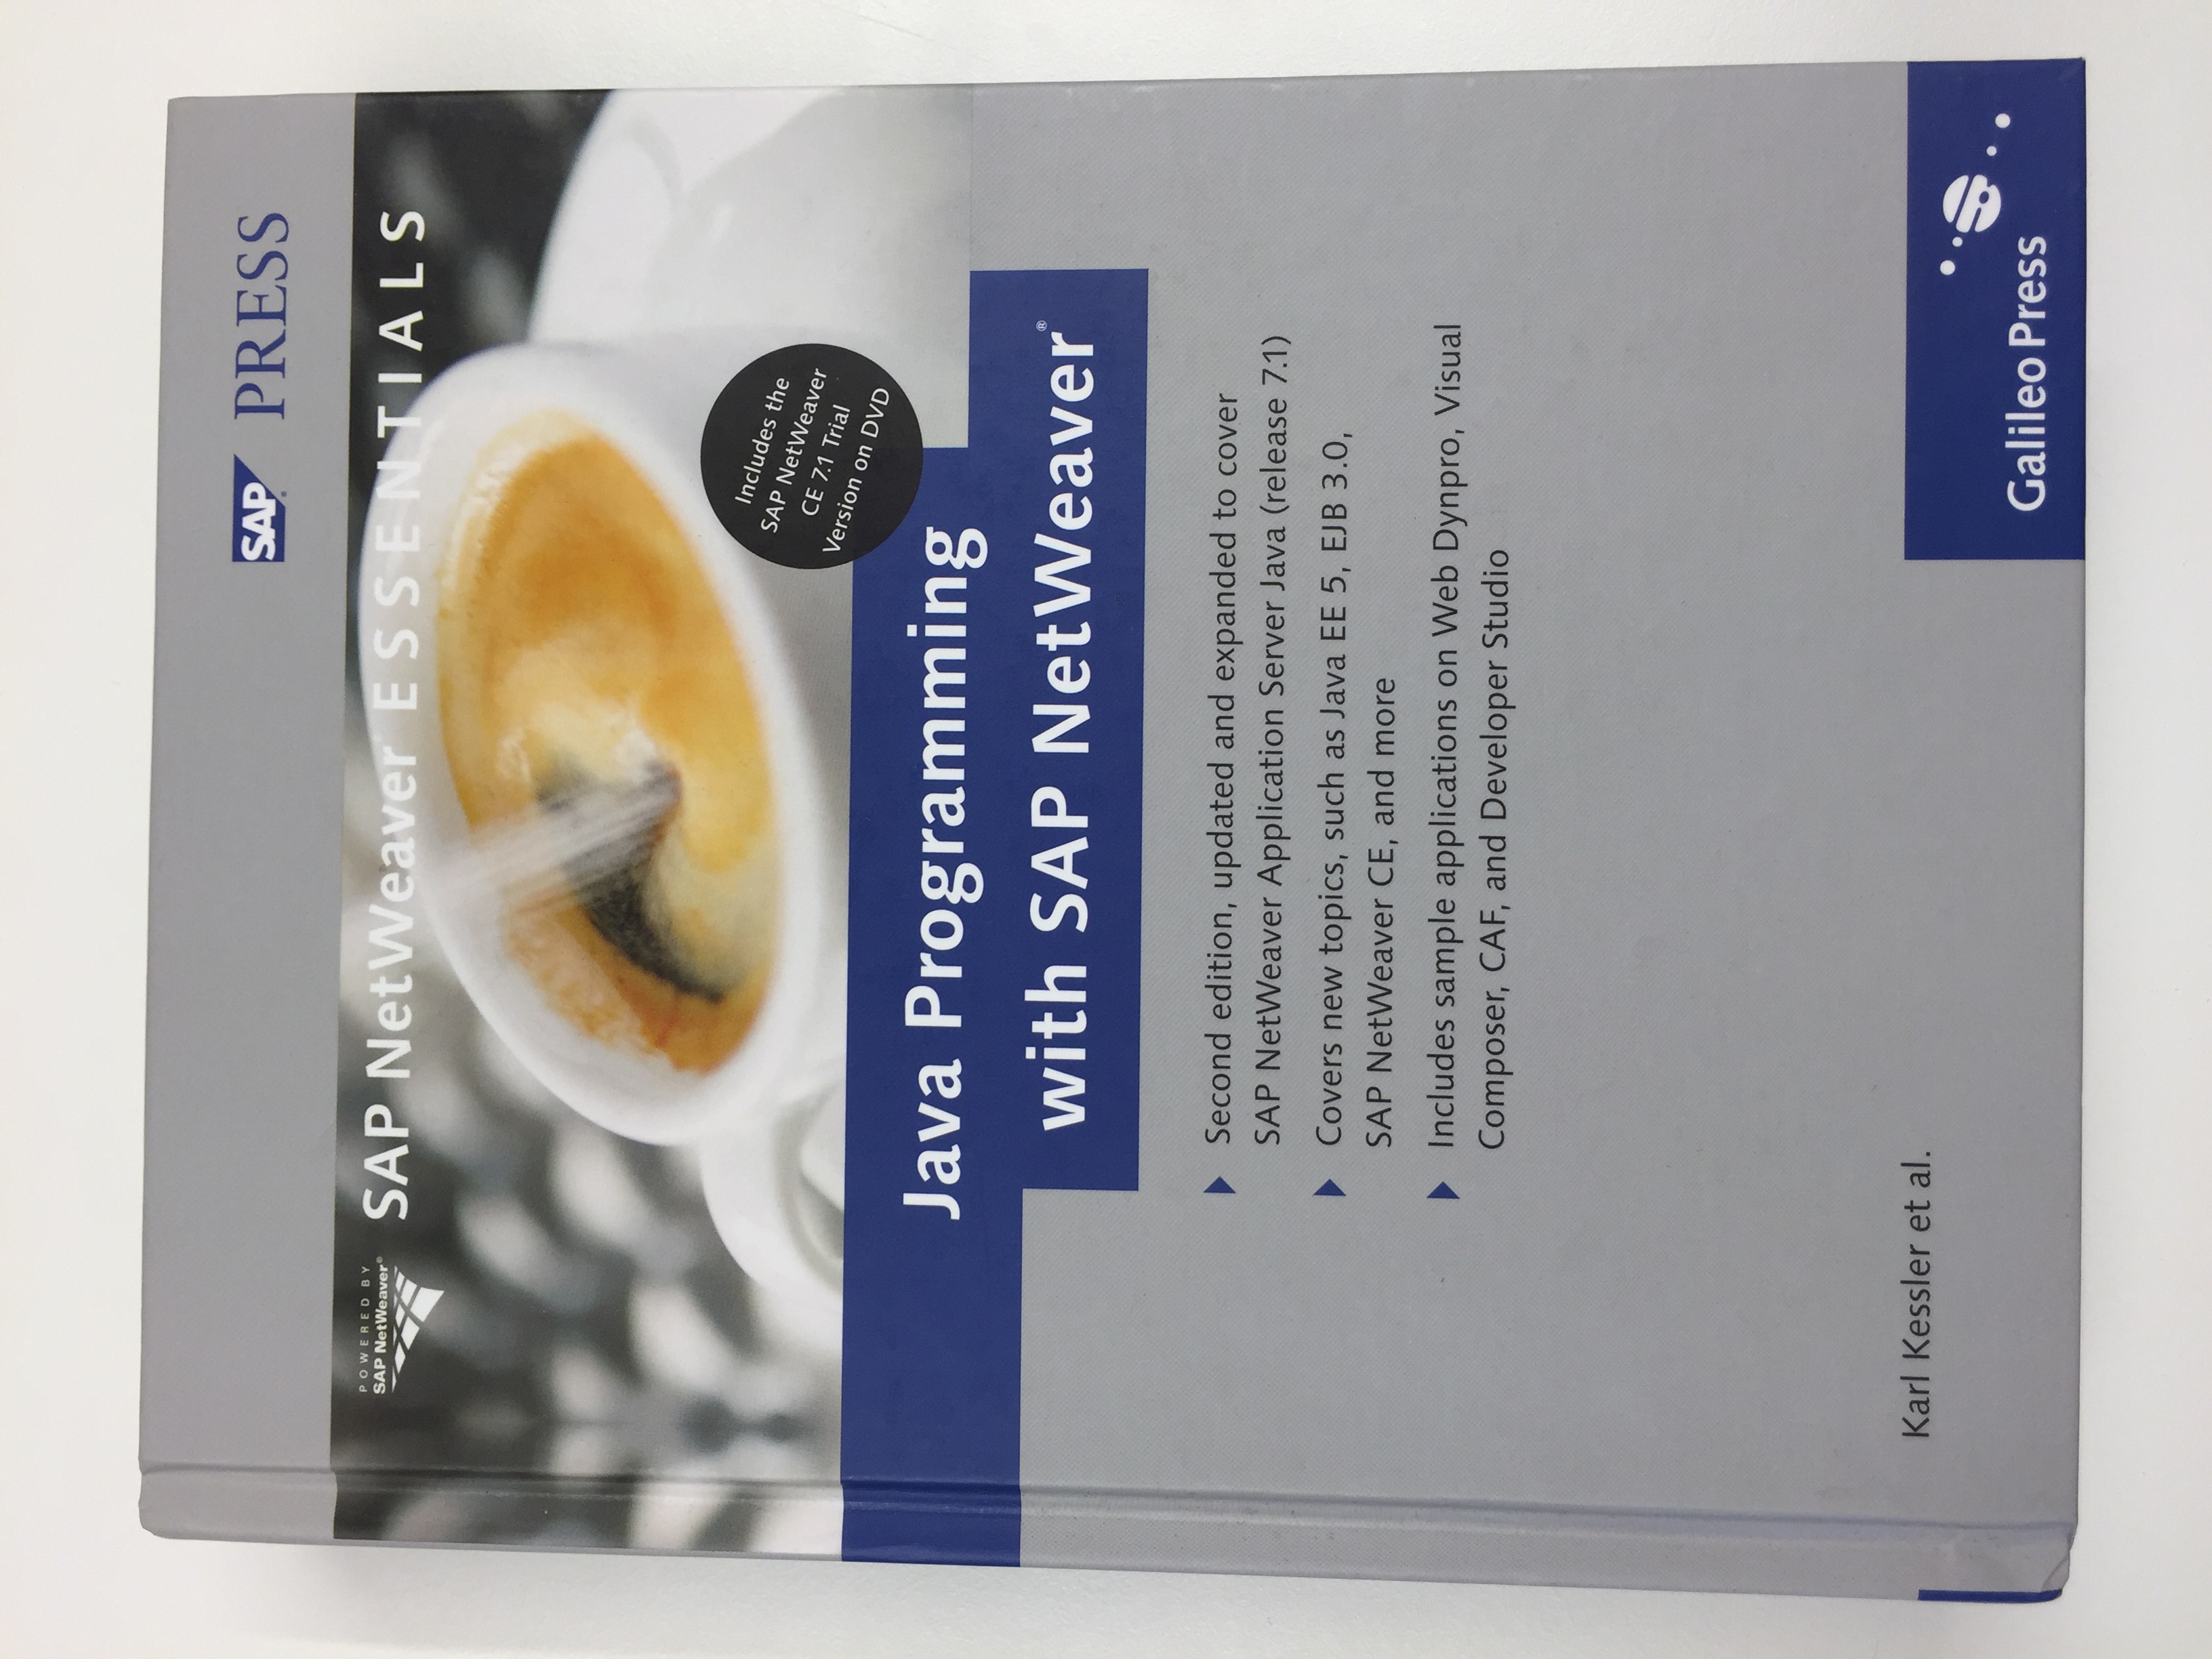 SAP® PRESS
POWERED BY
SAP NetWeaver®
SAP NetWeaver® ESSENTIALS
Includes the
SAP NetWeaver
CE 7.1 Trial
Version on DVD
Java Programming
with SAP NetWeaver®
Second edition, updated and expanded to cover
SAP NetWeaver Application Server Java (release 7.1)
Covers new topics, such as Java EE 5, EJB 3.0,
SAP NetWeaver CE, and more
Includes sample applications on Web Dynpro, Visual
Composer, CAF, and Developer Studio
Karl Kessler et al.
Galileo Press